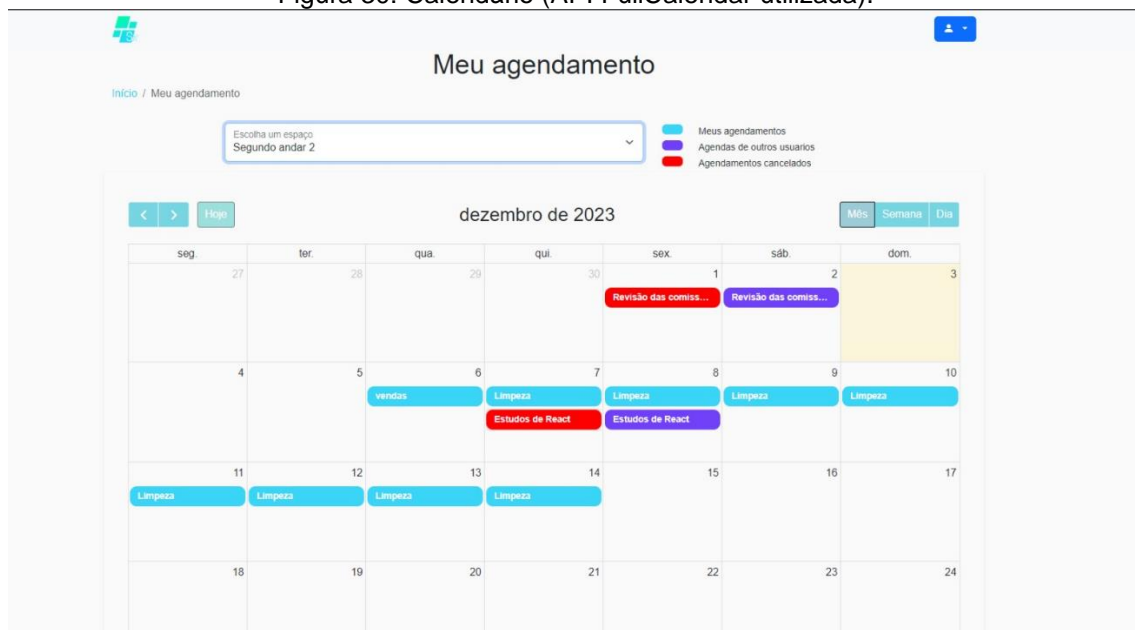 Meu agendamento
Início / Meu agendamento
Escolha um espaço
Segundo andar 2
Meus agendamentos
Agendas de outros usuarios
Agendamentos cancelados
Hoje
dezembro de 2023
Mês Semana Dia
seg. ter. qua. qui. sex. sáb. dom.
27 28 29 30 1 2 3
Revisão das comiss... Revisão das comiss...
4 5 6 7 8 9 10
vendas Limpeza Limpeza Limpeza Limpeza
Estudos de React Estudos de React
11 12 13 14 15 16 17
Limpeza Limpeza Limpeza Limpeza
18 19 20 21 22 23 24